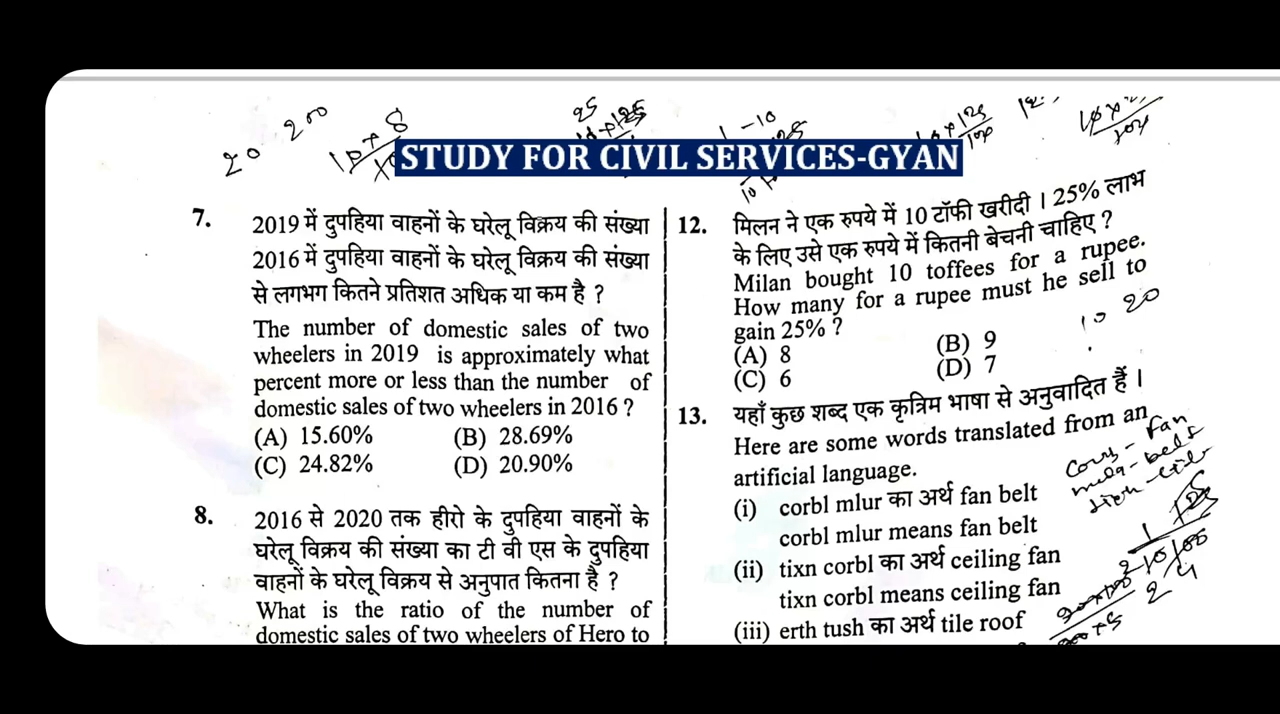 20 200
STUDY FOR CIVIL SERVICES-GYAN
7. 2019 में दुपहिया वाहनों के घरेलू विक्रय की संख्या
2016 में दुपहिया वाहनों के घरेलू विक्रय की संख्या
से लगभग कितने प्रतिशत अधिक या कम है ?
The number of domestic sales of two
wheelers in 2019 is approximately what
percent more or less than the number of
domestic sales of two wheelers in 2016 ?
(A) 15.60% (B) 28.69%
(C) 24.82% (D) 20.90%
8. 2016 से 2020 तक हीरो के दुपहिया वाहनों के
घरेलू विक्रय की संख्या का टी वी एस के दुपहिया
वाहनों के घरेलू विक्रय से अनुपात कितना है ?
What is the ratio of the number of
domestic sales of two wheelers of Hero to
12. मिलन ने एक रुपये में 10 टॉफी खरीदी । 25% लाभ
के लिए उसे एक रुपये में कितनी बेचनी चाहिए ?
Milan bought 10 toffees for a rupee.
How many for a rupee must he sell to
gain 25% ?
(A) 8 (B) 9
(C) 6 (D) 7
10 20
13. यहाँ कुछ शब्द एक कृत्रिम भाषा से अनुवादित हैं ।
Here are some words translated from an
artificial language.
(i) corbl mlur का अर्थ fan belt
corbl mlur means fan belt
(ii) tixn corbl का अर्थ ceiling fan
tixn corbl means ceiling fan
(iii) erth tush का अर्थ tile roof